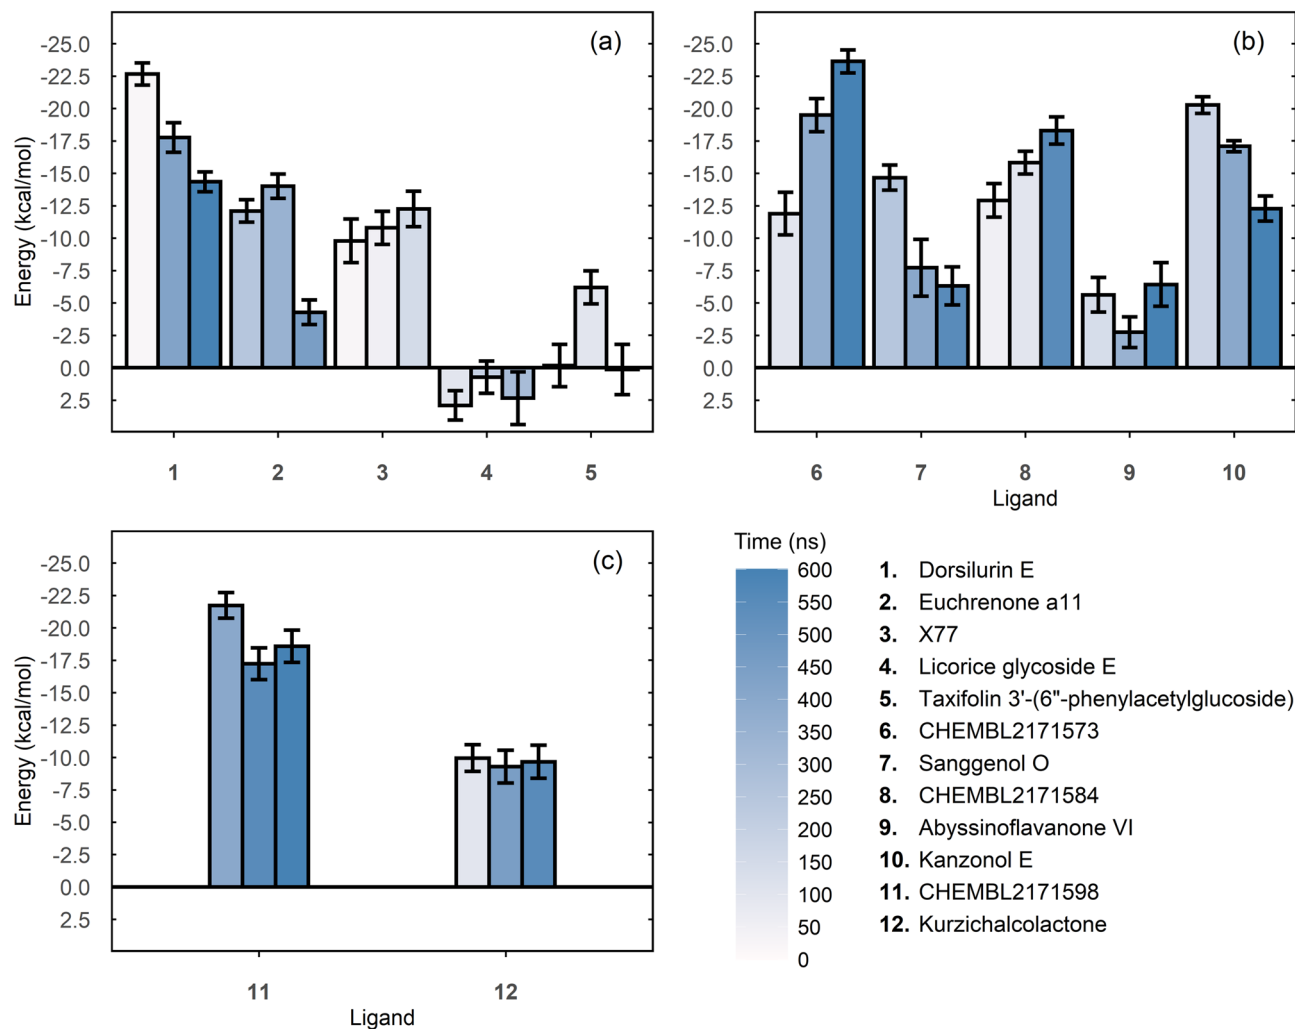 (a)
Energy (kcal/mol)
-25.0
-22.5
-20.0
-17.5
-15.0
-12.5
-10.0
-7.5
-5.0
-2.5
0.0
2.5
1 2 3 4 5
(b)
-25.0
-22.5
-20.0
-17.5
-15.0
-12.5
-10.0
-7.5
-5.0
-2.5
0.0
2.5
6 7 8 9 10
Ligand
(c)
Energy (kcal/mol)
-25.0
-22.5
-20.0
-17.5
-15.0
-12.5
-10.0
-7.5
-5.0
-2.5
0.0
2.5
11 12
Ligand
Time (ns)
600
550
500
450
400
350
300
250
200
150
100
50
0
1. Dorsilurin E
2. Euchrenone a11
3. X77
4. Licorice glycoside E
5. Taxifolin 3'-(6"-phenylacetylglucoside)
6. CHEMBL2171573
7. Sanggenol O
8. CHEMBL2171584
9. Abyssinoflavanone VI
10. Kanzonol E
11. CHEMBL2171598
12. Kurzichalcolactone